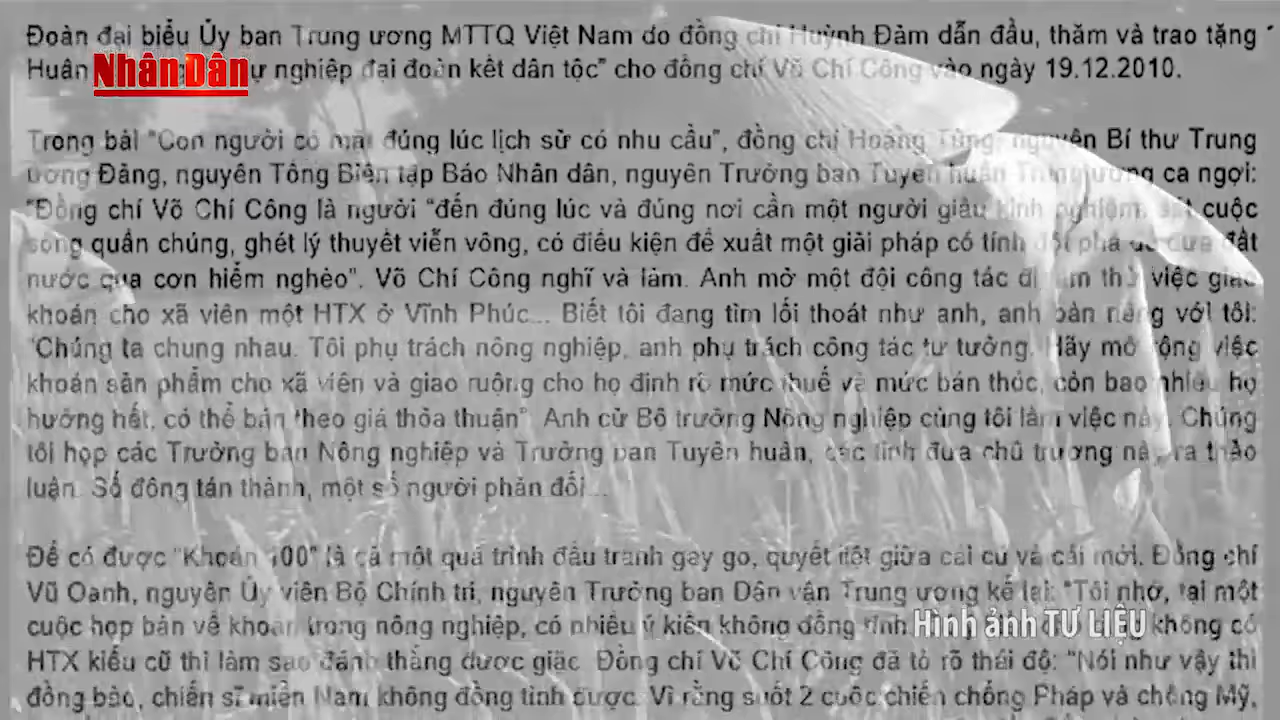 Đoàn đại biểu Ủy ban Trung ương MTTQ Việt Nam do đồng chí Huỳnh Đảm dẫn đầu, thăm và trao tặng
NhânDân
Huân ự nghiệp đại đoàn kết dân tộc” cho đồng chí Võ Chí Công vào ngày 19.12.2010.
Trong bài “Con người có mặt đúng lúc lịch sử có nhu cầu”, đồng chí Hoàng Tùng, nguyên Bí thư Trung
ương Đảng, nguyên Tổng Biên tập Báo Nhân dân, nguyên Trưởng ban Tuyên huấn Trung ương ca ngợi:
“Đồng chí Võ Chí Công là người “đến đúng lúc và đúng nơi cần một người giàu kinh nghiệm, sát cuộc
sống quần chúng, ghét lý thuyết viển vông, có điều kiện đề xuất một giải pháp có tính đột phá để đưa đất
nước qua cơn hiểm nghèo”. Võ Chí Công nghĩ và làm. Anh mở một đội công tác đi làm thử việc giao
khoán cho xã viên một HTX ở Vĩnh Phúc... Biết tôi đang tìm lối thoát như anh, anh bàn riêng với tôi:
“Chúng ta chung nhau. Tôi phụ trách nông nghiệp, anh phụ trách công tác tư tưởng. Hãy mở rộng việc
khoán sản phẩm cho xã viên và giao ruộng cho họ định rõ mức thuế và mức bán thóc, còn bao nhiêu họ
hưởng hết, có thể bán theo giá thỏa thuận”. Anh cử Bộ trưởng Nông nghiệp cùng tôi làm việc này. Chúng
tôi họp các Trưởng ban Nông nghiệp và Trưởng ban Tuyên huấn, các tỉnh đưa chủ trương này ra thảo
luận. Số đông tán thành, một số người phản đối...
Để có được “Khoán 100” là cả một quá trình đấu tranh gay go, quyết liệt giữa cái cũ và cái mới. Đồng chí
Vũ Oanh, nguyên Ủy viên Bộ Chính trị, nguyên Trưởng ban Dân vận Trung ương kể lại: “Tôi nhớ, tại một
cuộc họp bàn về khoán trong nông nghiệp, có nhiều ý kiến không đồng tình không có
Hình ảnh TƯ LIỆU
HTX kiểu cũ thì làm sao đánh thắng được giặc. Đồng chí Võ Chí Công đã tỏ rõ thái độ: “Nói như vậy thì
đồng bào, chiến sĩ miền Nam không đồng tình được. Vì rằng suốt 2 cuộc chiến chống Pháp và chống Mỹ,